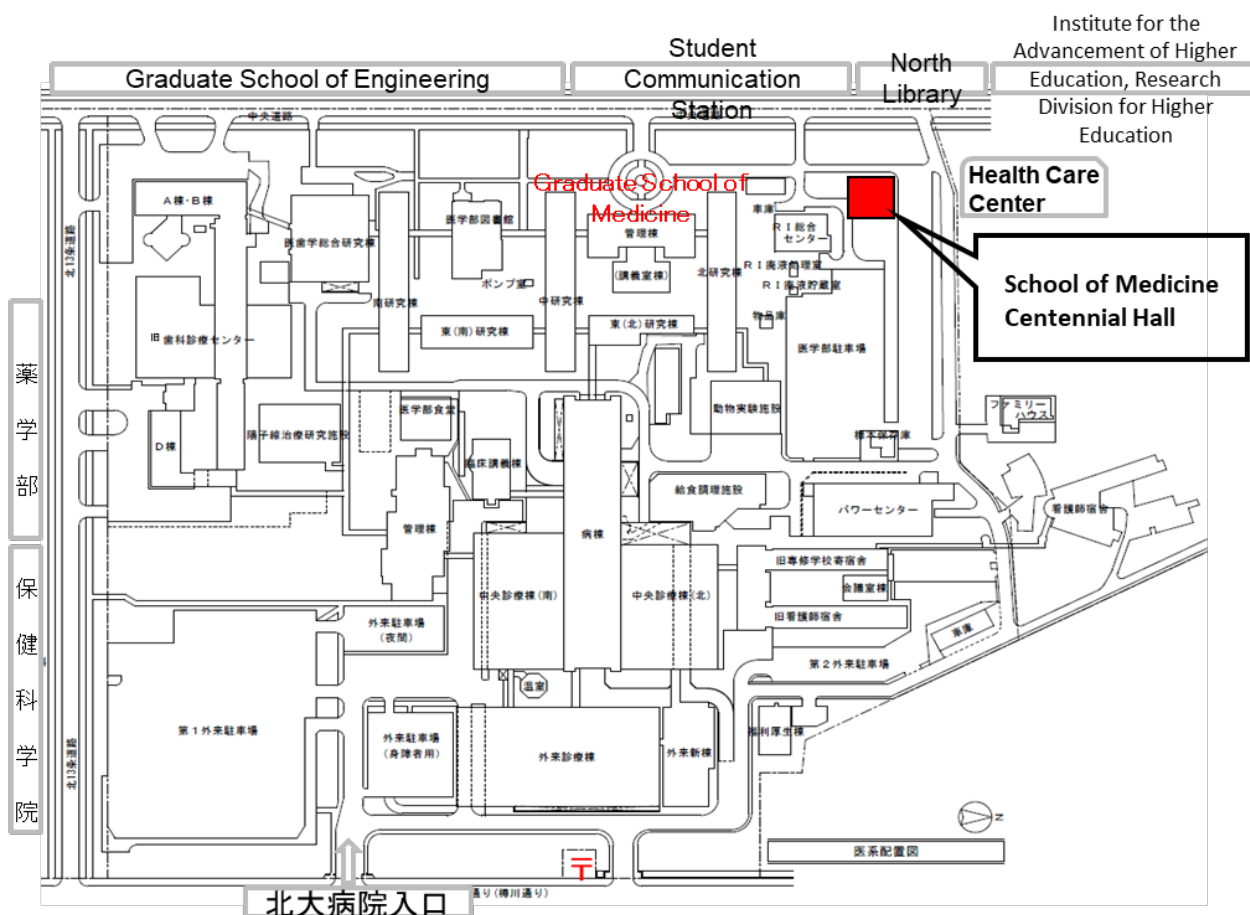 Institute for the
Advancement of Higher
Education, Research
Division for Higher
Education
Student
Communication
Station
North
Library
Graduate School of Engineering
中央道路
Health Care
Center
Graduate School of
Medicine
School of Medicine
Centennial Hall
A棟・B棟
医歯学総合研究棟
医学部図書館
管理棟
車庫
RI総合
センター
北13条道路
(講義室棟)
北研究棟
RI廃液処理室
RI廃液貯蔵室
ポンプ室
南研究棟
中研究棟
物品庫
東(南)研究棟
東(北)研究棟
旧歯科診療センター
医学部駐車場
薬学部
医学部食堂
動物実験施設
ファミリー
ハウス
D棟
陽子線治療研究施設
標本保存庫
臨床講義棟
給食調理施設
パワーセンター
看護師宿舎
管理棟
病棟
旧専修学校寄宿舎
会議室棟
保健科学院
中央診療棟(南)
中央診療棟(北)
外来駐車場
(夜間)
旧看護師宿舎
車庫
第2外来駐車場
温室
第1外来駐車場
外来駐車場
(身障者用)
外来診療棟
外来新棟
福利厚生棟
北13条道路
N
医系配置図
〒
北大病院入口
通り(樽川通り)